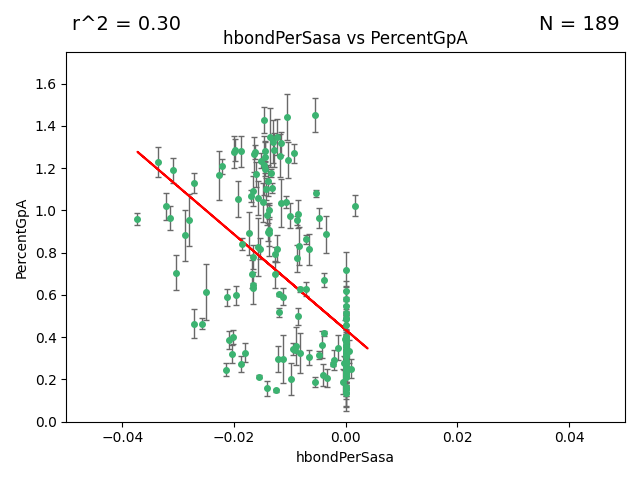 r^2 = 0.30
N = 189
hbondPerSasa vs PercentGpA
1.6
1.4
1.2
1.0
0.8
0.6
0.4
0.2
0.0
PercentGpA
−0.04
−0.02
0.00
0.02
0.04
hbondPerSasa